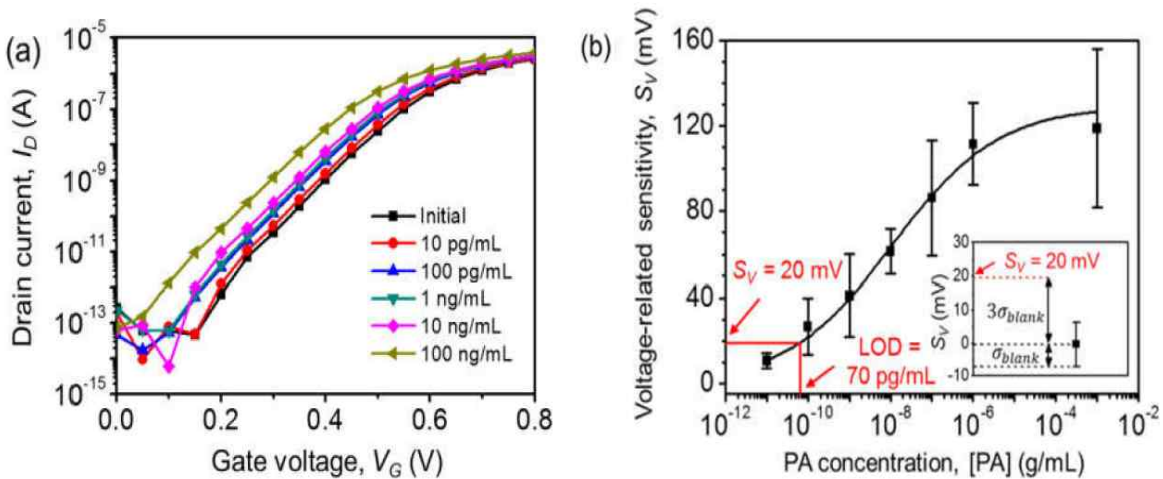 (a)
Drain current, I_D (A)
10^-5
10^-7
10^-9
10^-11
10^-13
10^-15
Initial
10 pg/mL
100 pg/mL
1 ng/mL
10 ng/mL
100 ng/mL
0.0 0.2 0.4 0.6 0.8
Gate voltage, V_G (V)
(b)
Voltage-related sensitivity, S_V (mV)
160
120
80
40
0
S_V = 20 mV
LOD =
70 pg/mL
S_V (mV)
30
20
10
0
-10
S_V = 20 mV
3σ_blank
σ_blank
10^-12 10^-10 10^-8 10^-6 10^-4 10^-2
PA concentration, [PA] (g/mL)